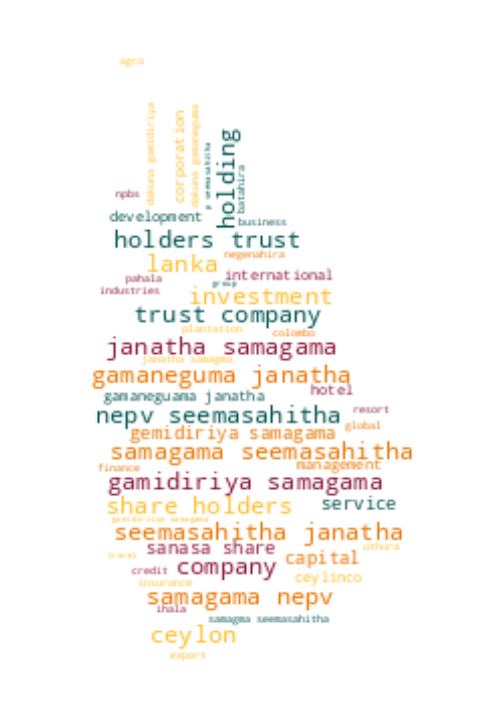 agro
dakuna gamidiriya
corporation
dakuna gamaneguma
p seemasahitha
holding
batahira
npbs
development
business
holders trust
negenahira
lanka
international
pahala
group
industries
investment
trust company
plantation
colombo
janatha samagama
janatha samagma
gamaneguma janatha
hotel
gamaneguama janatha
resort
nepv seemasahitha
global
gemidiriya samagama
samagama seemasahitha
finance
management
gamidiriya samagama
share holders
service
gamidiriya samagama
seemasahitha janatha
sanasa share
uthura
travel
capital
credit
company
ceylinco
insurance
samagama nepv
ihala
samagma seemasahitha
ceylon
export